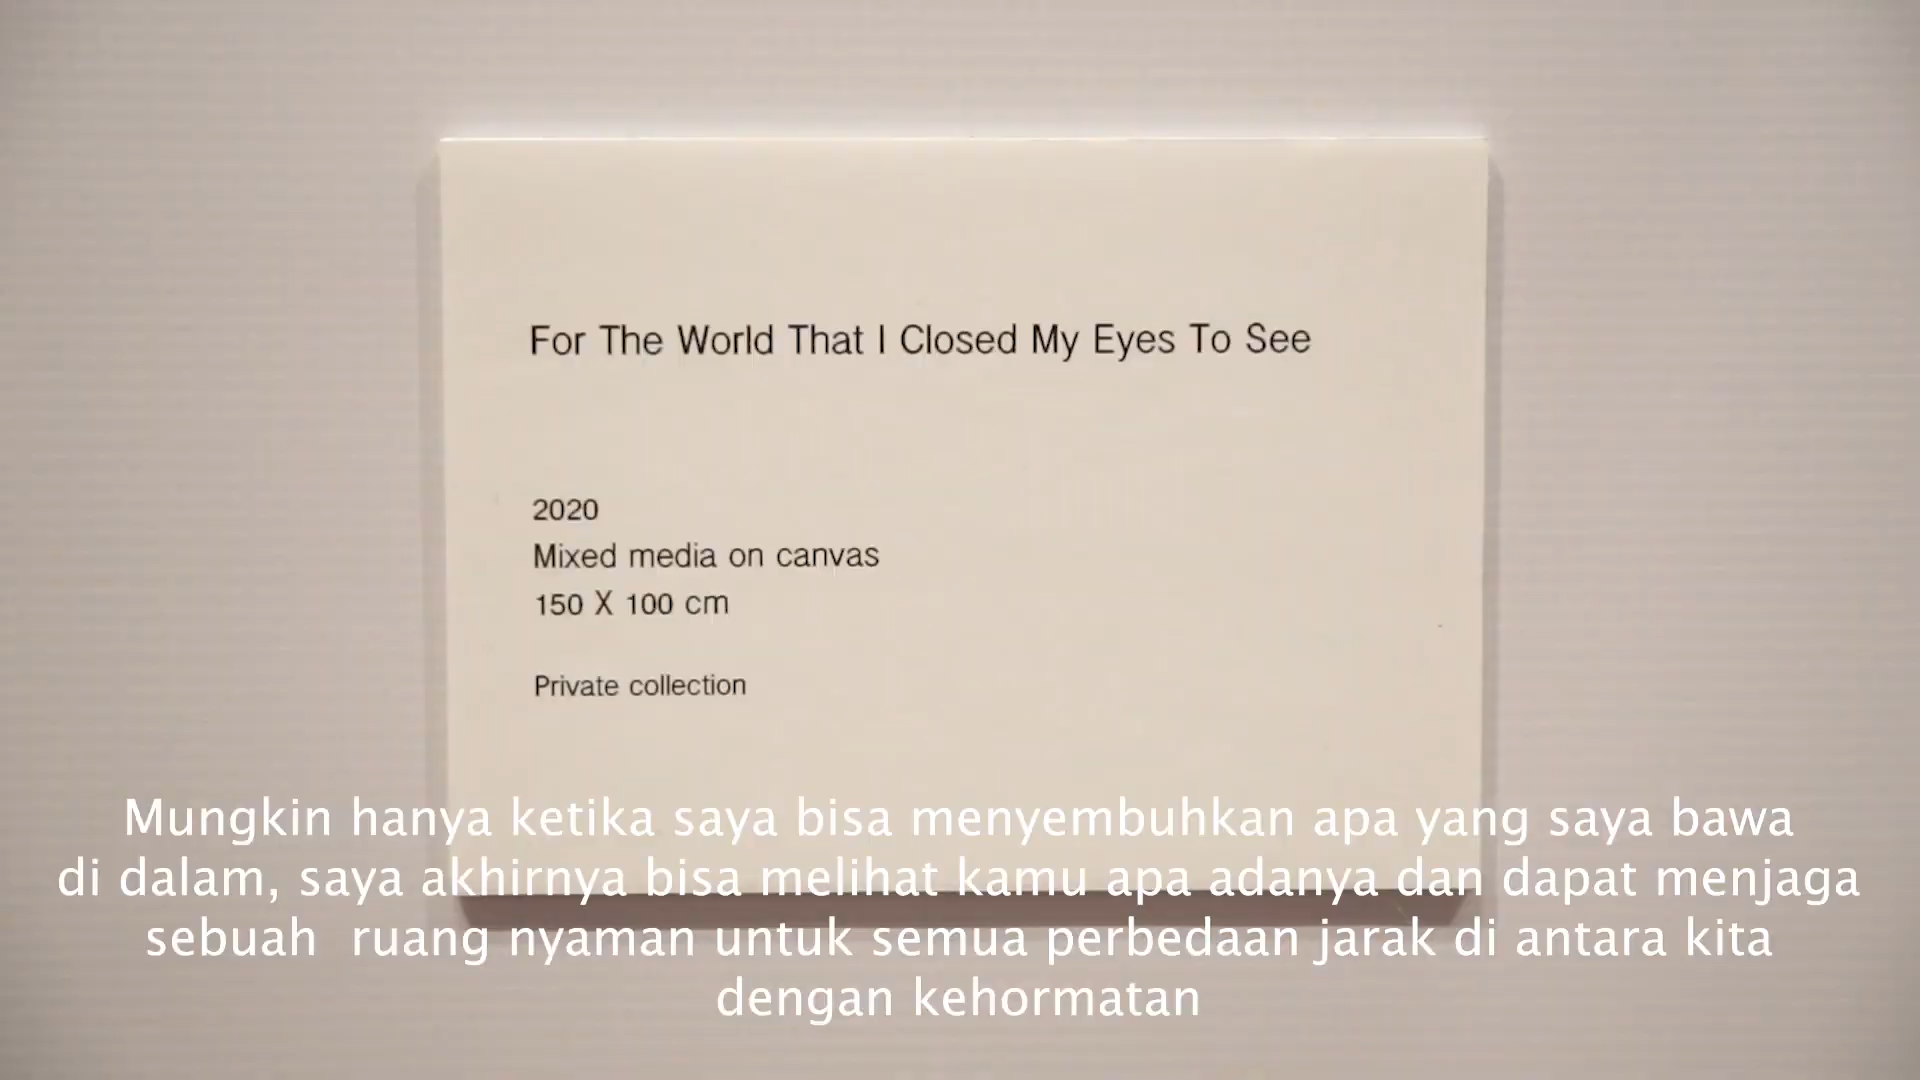 For The World That I Closed My Eyes To See
2020
Mixed media on canvas
150 X 100 cm
Private collection
Mungkin hanya ketika saya bisa menyembuhkan apa yang saya bawa
di dalam, saya akhirnya bisa melihat kamu apa adanya dan dapat menjaga
sebuah  ruang nyaman untuk semua perbedaan jarak di antara kita
dengan kehormatan